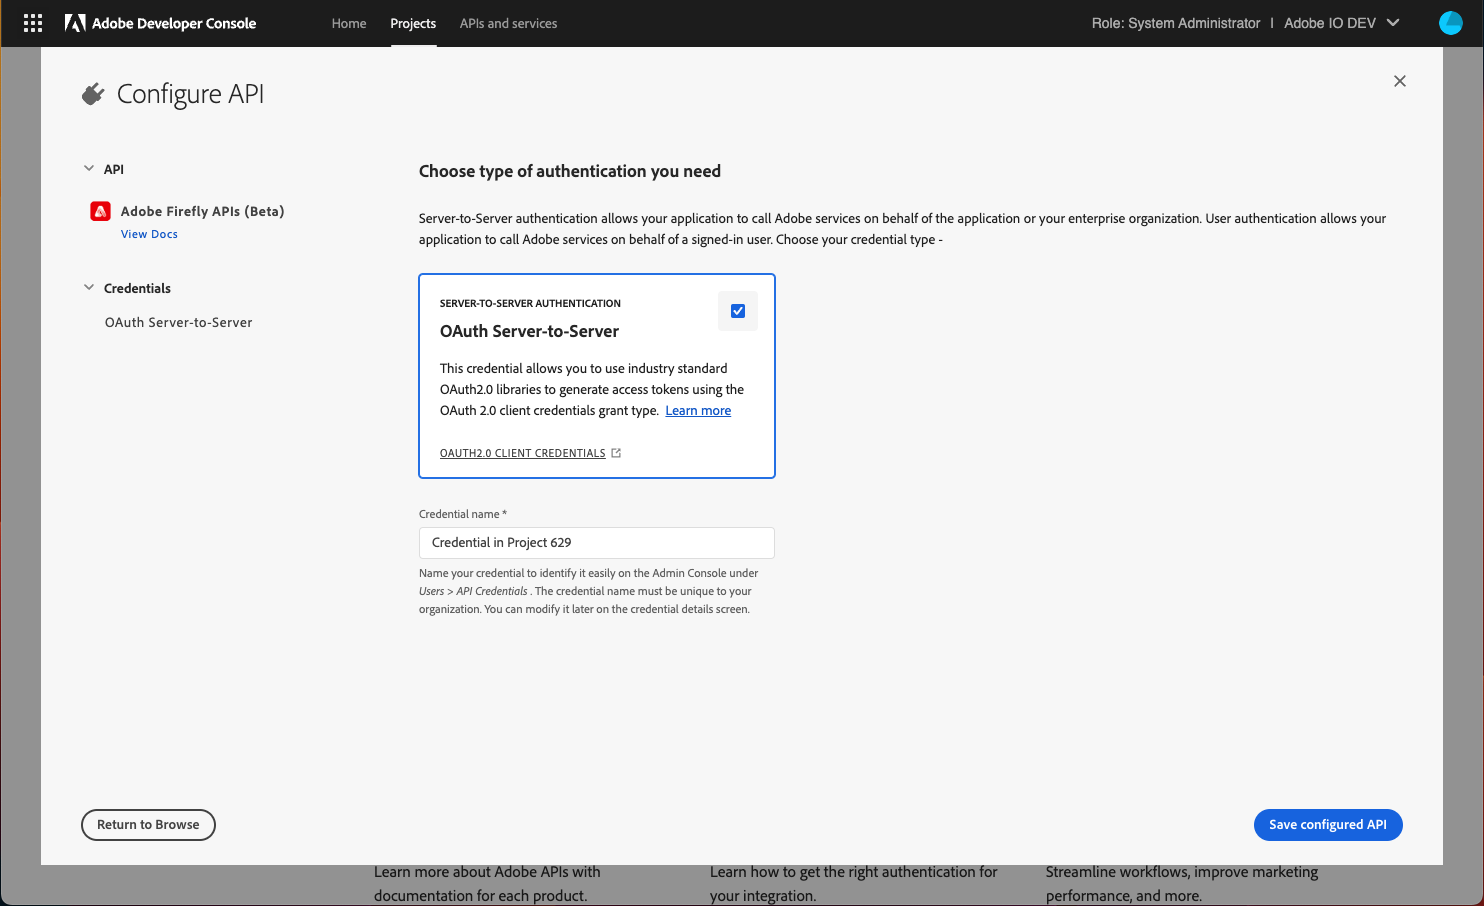 Adobe Developer Console
Home
Projects
APIs and services
Role: System Administrator | Adobe IO DEV
Configure API
API
Adobe Firefly APIs (Beta)
View Docs
Credentials
OAuth Server-to-Server
Choose type of authentication you need
Server-to-Server authentication allows your application to call Adobe services on behalf of the application or your enterprise organization. User authentication allows your
application to call Adobe services on behalf of a signed-in user. Choose your credential type -
SERVER-TO-SERVER AUTHENTICATION
OAuth Server-to-Server
This credential allows you to use industry standard
OAuth2.0 libraries to generate access tokens using the
OAuth 2.0 client credentials grant type. Learn more
OAUTH2.0 CLIENT CREDENTIALS
Credential name *
Credential in Project 629
Name your credential to identify it easily on the Admin Console under
Users > API Credentials . The credential name must be unique to your
organization. You can modify it later on the credential details screen.
Return to Browse
Save configured API
Learn more about Adobe APIs with
documentation for each product.
Learn how to get the right authentication for
your integration.
Streamline workflows, improve marketing
performance, and more.